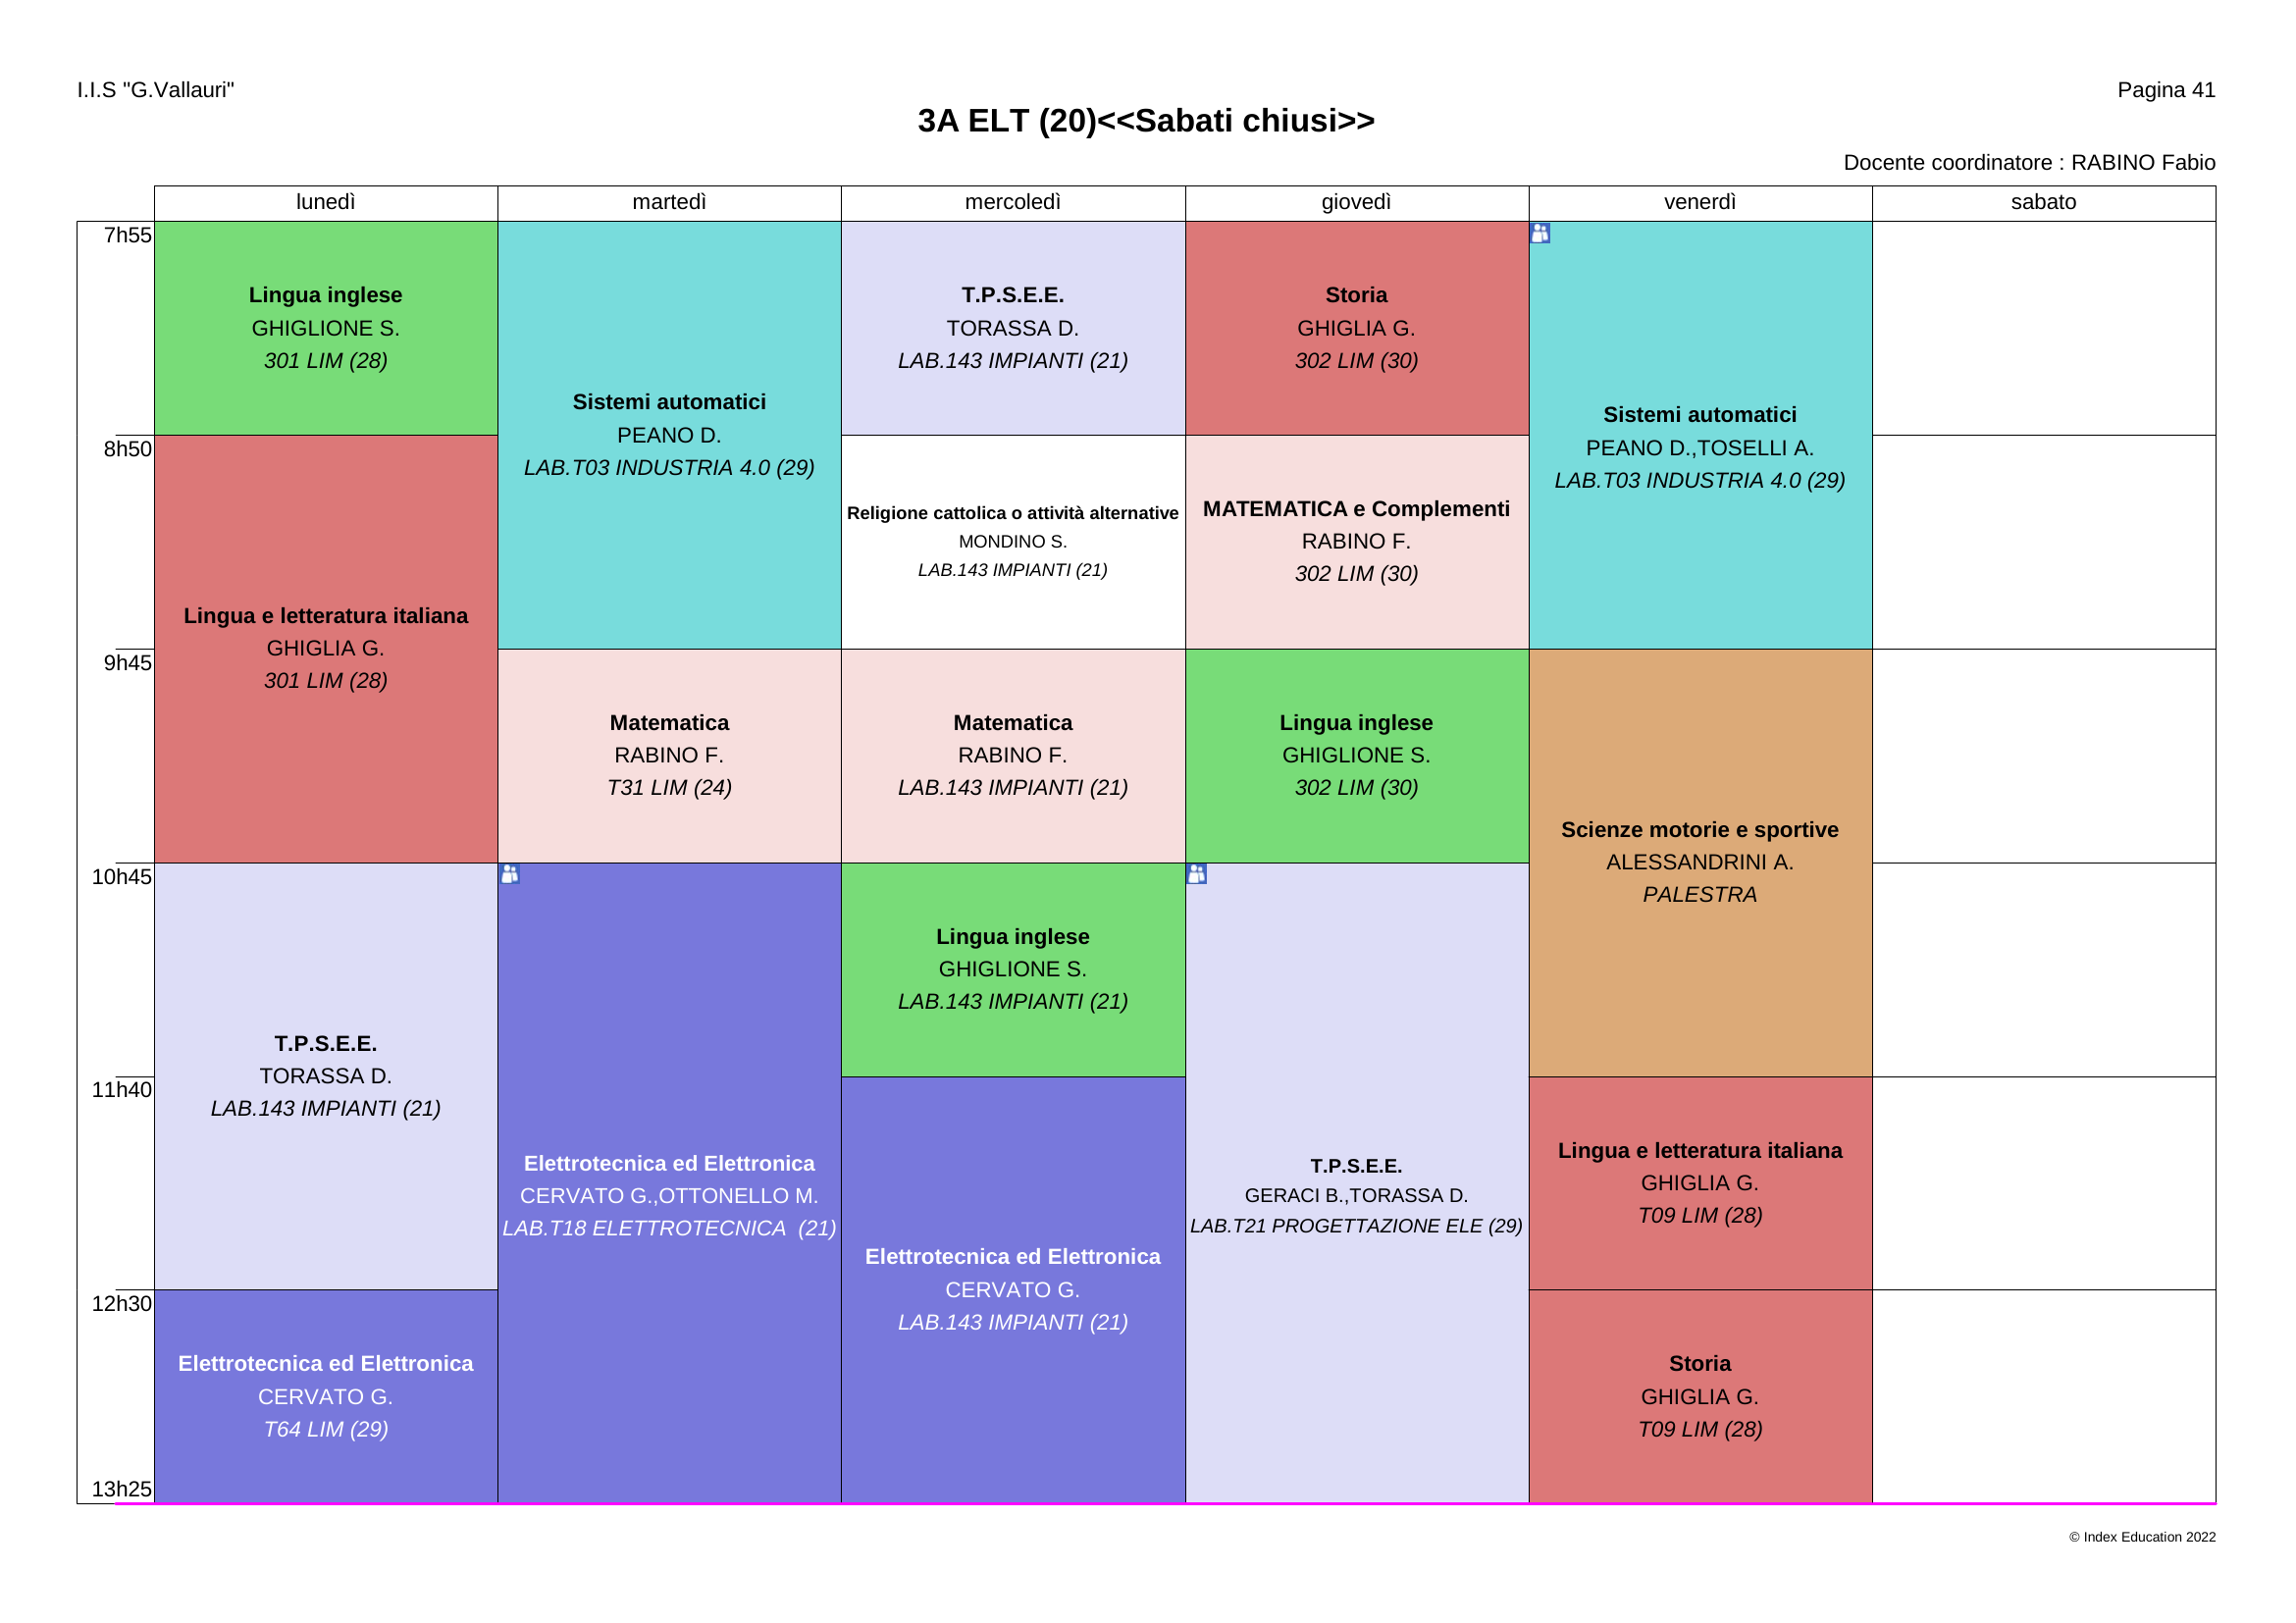 I.I.S "G.Vallauri"
Pagina 41
3A ELT (20)<<Sabati chiusi>>
Docente coordinatore : RABINO Fabio
lunedì
martedì
mercoledì
giovedì
venerdì
sabato
7h55
8h50
9h45
10h45
11h40
12h30
13h25
Lingua inglese
GHIGLIONE S.
301 LIM (28)
Lingua e letteratura italiana
GHIGLIA G.
301 LIM (28)
T.P.S.E.E.
TORASSA D.
LAB.143 IMPIANTI (21)
Elettrotecnica ed Elettronica
CERVATO G.
T64 LIM (29)
Sistemi automatici
PEANO D.
LAB.T03 INDUSTRIA 4.0 (29)
Matematica
RABINO F.
T31 LIM (24)
Elettrotecnica ed Elettronica
CERVATO G.,OTTONELLO M.
LAB.T18 ELETTROTECNICA  (21)
T.P.S.E.E.
TORASSA D.
LAB.143 IMPIANTI (21)
Religione cattolica o attività alternative
MONDINO S.
LAB.143 IMPIANTI (21)
Matematica
RABINO F.
LAB.143 IMPIANTI (21)
Lingua inglese
GHIGLIONE S.
LAB.143 IMPIANTI (21)
Elettrotecnica ed Elettronica
CERVATO G.
LAB.143 IMPIANTI (21)
Storia
GHIGLIA G.
302 LIM (30)
MATEMATICA e Complementi
RABINO F.
302 LIM (30)
Lingua inglese
GHIGLIONE S.
302 LIM (30)
T.P.S.E.E.
GERACI B.,TORASSA D.
LAB.T21 PROGETTAZIONE ELE (29)
Sistemi automatici
PEANO D.,TOSELLI A.
LAB.T03 INDUSTRIA 4.0 (29)
Scienze motorie e sportive
ALESSANDRINI A.
PALESTRA
Lingua e letteratura italiana
GHIGLIA G.
T09 LIM (28)
Storia
GHIGLIA G.
T09 LIM (28)
© Index Education 2022